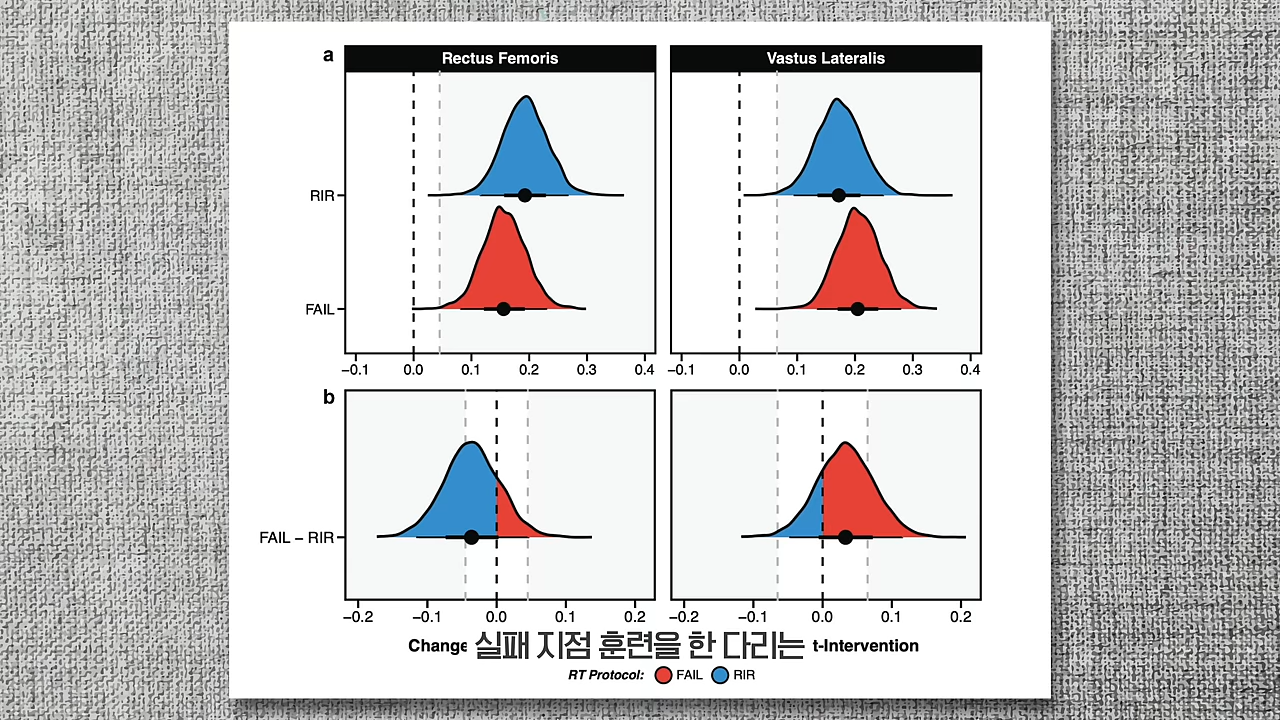 a
Rectus Femoris
Vastus Lateralis
RIR
FAIL
−0.1 0.0 0.1 0.2 0.3 0.4
−0.1 0.0 0.1 0.2 0.3 0.4
b
FAIL − RIR
−0.2 −0.1 0.0 0.1 0.2
−0.2 −0.1 0.0 0.1 0.2
Change 실패 지점 훈련을 한 다리는 t-Intervention
RT Protocol: FAIL RIR